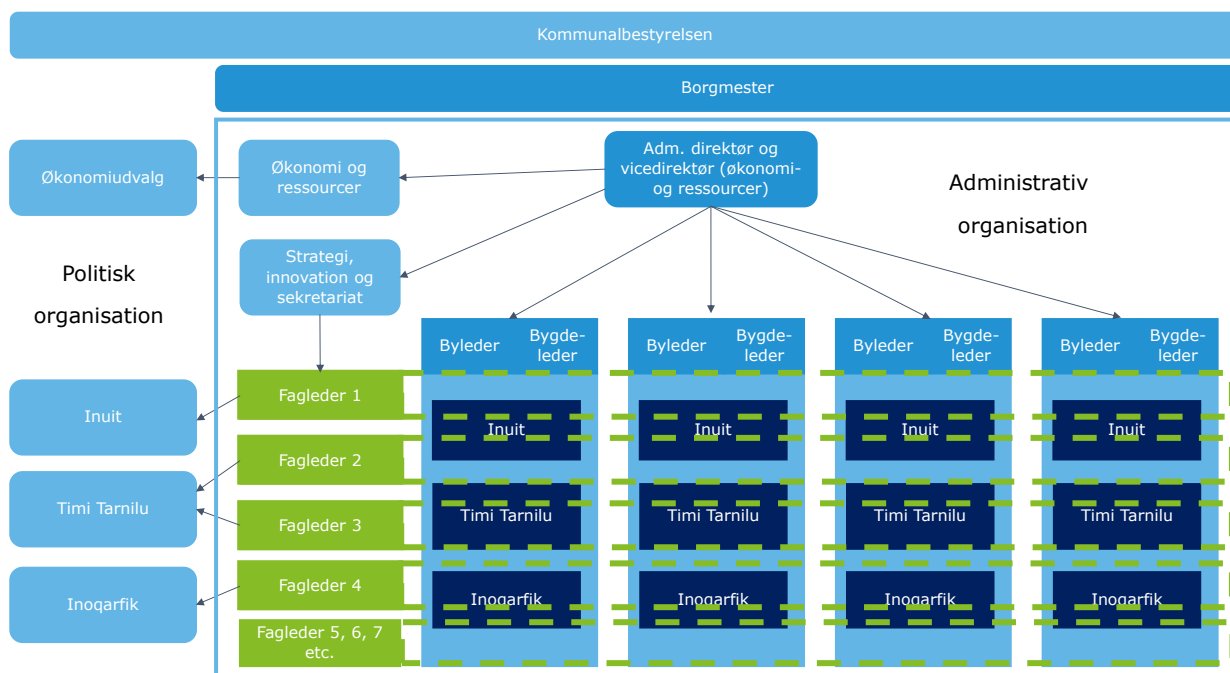 Kommunalbestyrelsen
Borgmester
Økonomiudvalg
Økonomi og
ressourcer
Adm. direktør og
vicedirektør (økonomi-
og ressourcer)
Administrativ
organisation
Politisk
organisation
Strategi,
innovation og
sekretariat
Byleder
Bygde-
leder
Byleder
Bygde-
leder
Byleder
Bygde-
leder
Byleder
Bygde-
leder
Inuit
Fagleder 1
Inuit
Inuit
Inuit
Inuit
Fagleder 2
Timi Tarnilu
Fagleder 3
Timi Tarnilu
Timi Tarnilu
Timi Tarnilu
Timi Tarnilu
Inoqarfik
Fagleder 4
Inoqarfik
Inoqarfik
Inoqarfik
Inoqarfik
Fagleder 5, 6, 7
etc.